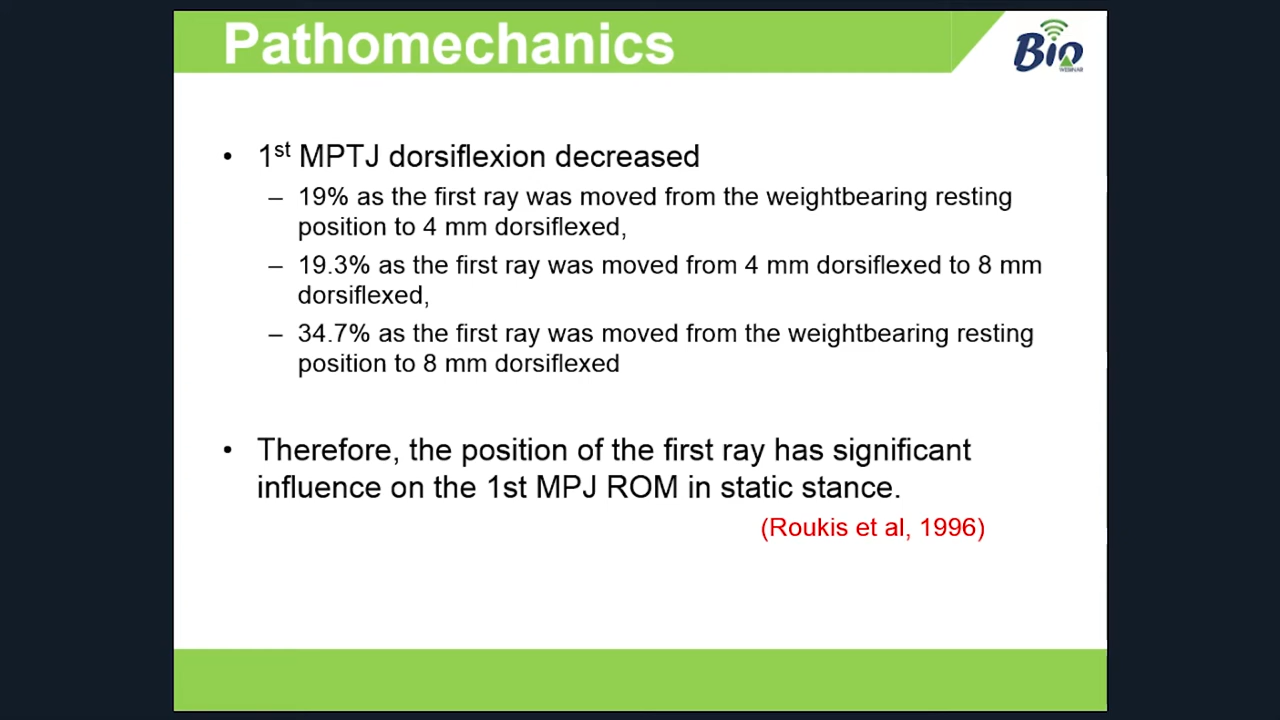 Pathomechanics
Bio
WEBINAR
• 1st MPTJ dorsiflexion decreased
– 19% as the first ray was moved from the weightbearing resting
position to 4 mm dorsiflexed,
– 19.3% as the first ray was moved from 4 mm dorsiflexed to 8 mm
dorsiflexed,
– 34.7% as the first ray was moved from the weightbearing resting
position to 8 mm dorsiflexed
• Therefore, the position of the first ray has significant
influence on the 1st MPJ ROM in static stance.
(Roukis et al, 1996)